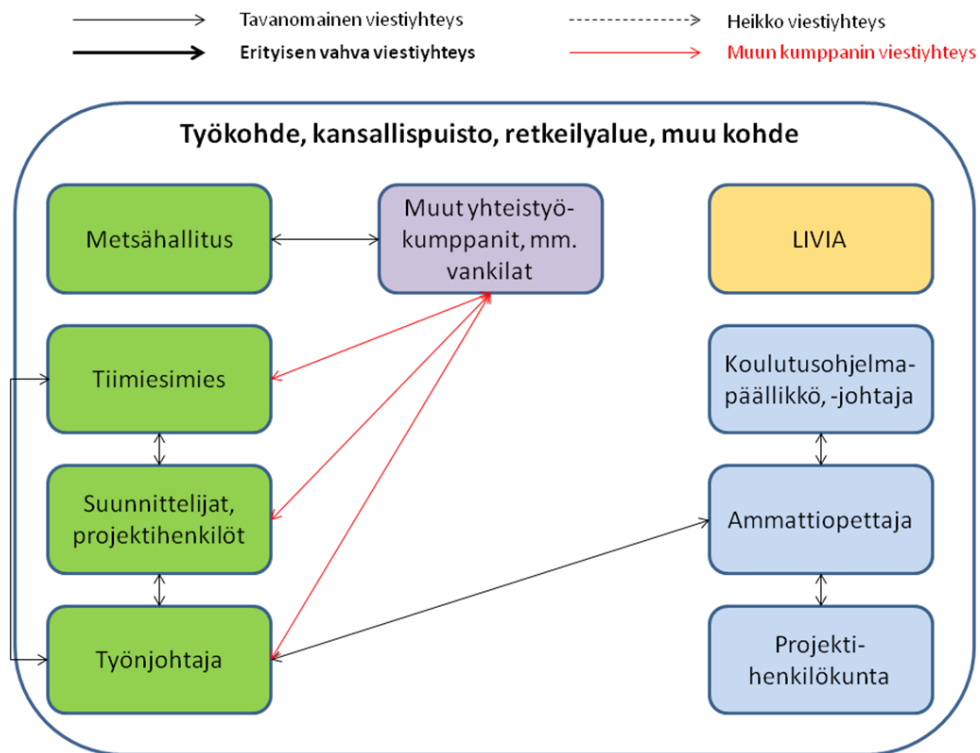 Tavanomainen viestiyhteys
Heikko viestiyhteys
Erityisen vahva viestiyhteys
Muun kumppanin viestiyhteys
Työkohde, kansallispuisto, retkeilyalue, muu kohde
Metsähallitus
Muut yhteistyö-
kumppanit, mm.
vankilat
LIVIA
Tiimiesimies
Koulutusohjelma-
päällikkö, -johtaja
Suunnittelijat,
projektihenkilöt
Ammattiopettaja
Työnjohtaja
Projekti-
henkilökunta